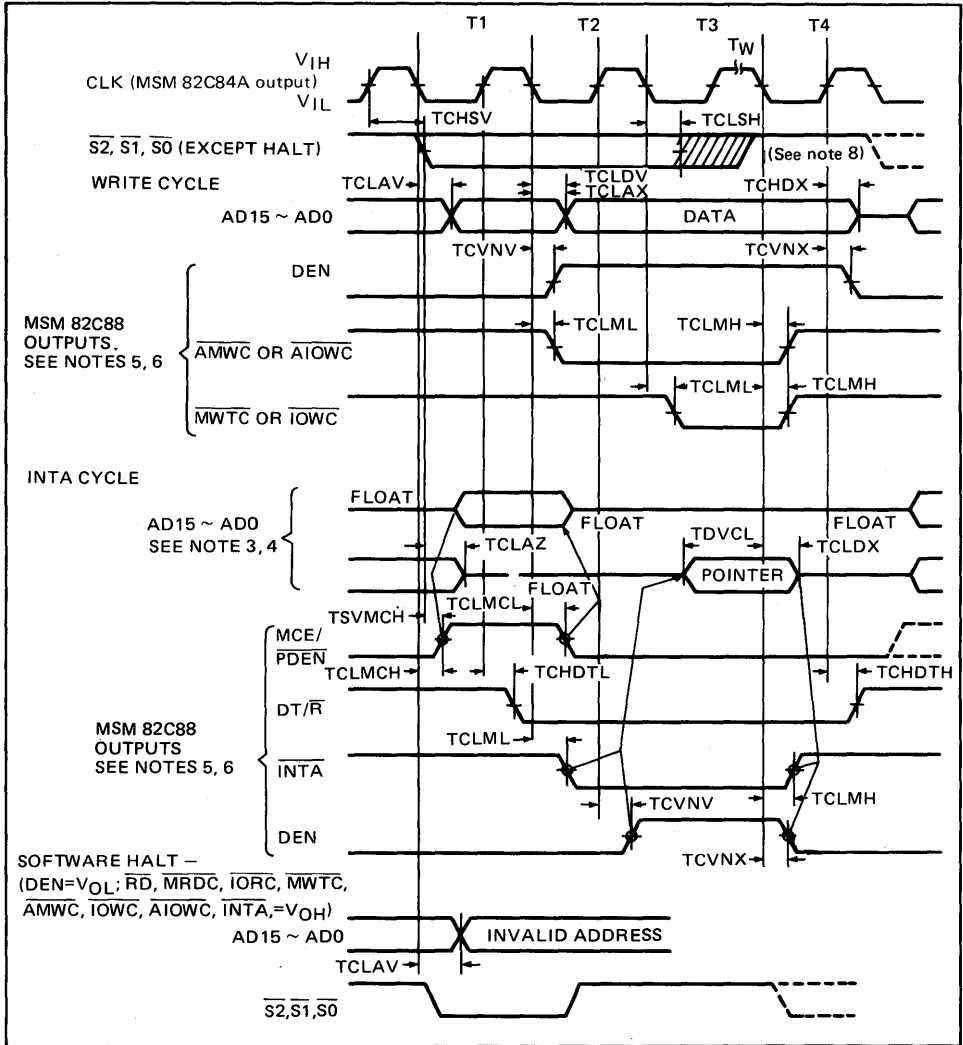 T1 T2 T3 T4
TW
VIH
CLK (MSM 82C84A output)
VIL
TCHSV TCLSH
S2, S1, S0 (EXCEPT HALT) (See note 8)
WRITE CYCLE
TCLAV TCLDV TCHDX
TCLAX
AD15 ~ AD0 DATA
TCVNV TCVNX
DEN
MSM 82C88
OUTPUTS.
SEE NOTES 5, 6
TCLML TCLMH
AMWC OR AIOWC
TCLML TCLMH
MWTC OR IOWC
INTA CYCLE
FLOAT FLOAT FLOAT
AD15 ~ AD0
SEE NOTE 3, 4
TCLAZ TDVCL TCLDX
FLOAT POINTER
TSVMCH TCLMCL
MCE/
PDEN
TCLMCH TCHDTL TCHDTH
DT/R
MSM 82C88
OUTPUTS
SEE NOTES 5, 6
TCLML
INTA
TCVNV TCLMH
DEN
TCVNX
SOFTWARE HALT –
(DEN=VOL; RD, MRDC, IORC, MWTC,
AMWC, IOWC, AIOWC, INTA,=VOH)
AD15 ~ AD0 INVALID ADDRESS
TCLAV
S2,S1,S0